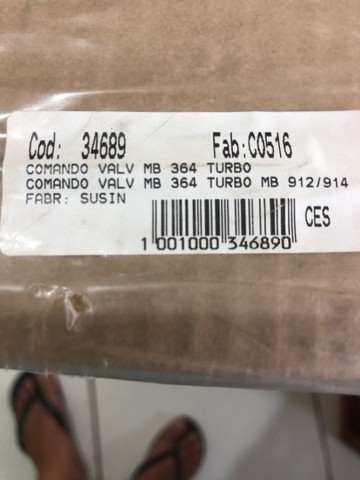 Cod: 34689 Fab:C0516
COMANDO VALV MB 364 TURBO
COMANDO VALV MB 364 TURBO MB 912/914
FABR: SUSIN
CES
1 001000 346890